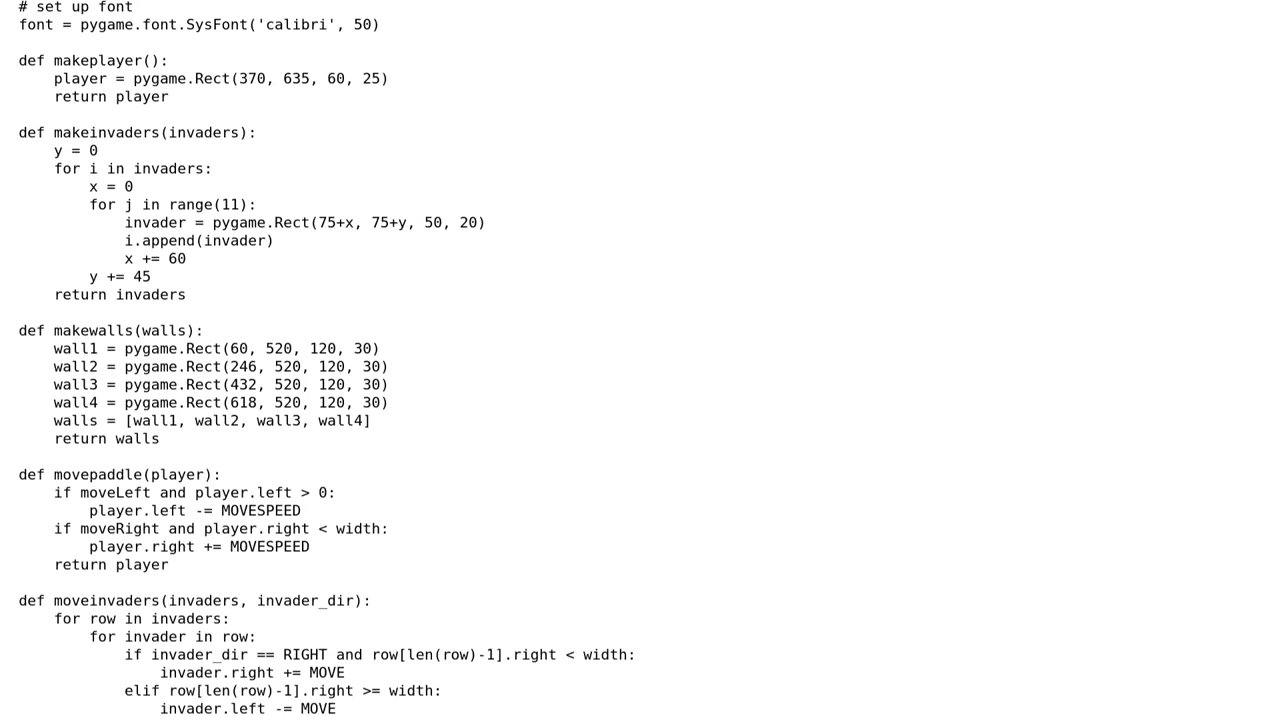 # set up font
font = pygame.font.SysFont('calibri', 50)

def makeplayer():
    player = pygame.Rect(370, 635, 60, 25)
    return player

def makeinvaders(invaders):
    y = 0
    for i in invaders:
        x = 0
        for j in range(11):
            invader = pygame.Rect(75+x, 75+y, 50, 20)
            i.append(invader)
            x += 60
        y += 45
    return invaders

def makewalls(walls):
    wall1 = pygame.Rect(60, 520, 120, 30)
    wall2 = pygame.Rect(246, 520, 120, 30)
    wall3 = pygame.Rect(432, 520, 120, 30)
    wall4 = pygame.Rect(618, 520, 120, 30)
    walls = [wall1, wall2, wall3, wall4]
    return walls

def movepaddle(player):
    if moveLeft and player.left > 0:
        player.left -= MOVESPEED
    if moveRight and player.right < width:
        player.right += MOVESPEED
    return player

def moveinvaders(invaders, invader_dir):
    for row in invaders:
        for invader in row:
            if invader_dir == RIGHT and row[len(row)-1].right < width:
                invader.right += MOVE
            elif row[len(row)-1].right >= width:
                invader.left -= MOVE